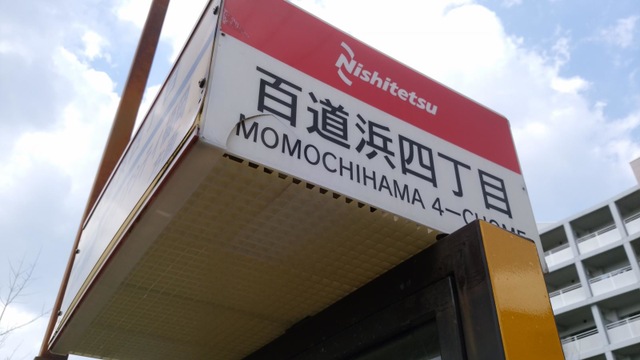 Nishitetsu
百道浜四丁目
MOMOCHIHAMA 4-CHOME